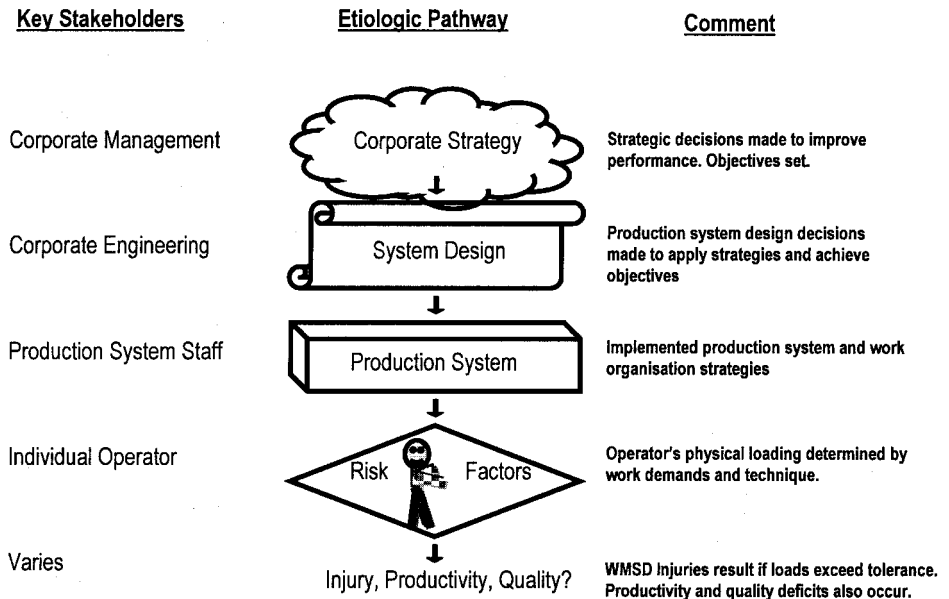 Key Stakeholders Etiologic Pathway Comment
Corporate Management
Corporate Strategy
Strategic decisions made to improve
performance. Objectives set.
Corporate Engineering
System Design
Production system design decisions
made to apply strategies and achieve
objectives
Production System Staff
Production System
Implemented production system and work
organisation strategies
Individual Operator
Risk Factors
Operator's physical loading determined by
work demands and technique.
Varies
Injury, Productivity, Quality?
WMSD Injuries result if loads exceed tolerance.
Productivity and quality deficits also occur.